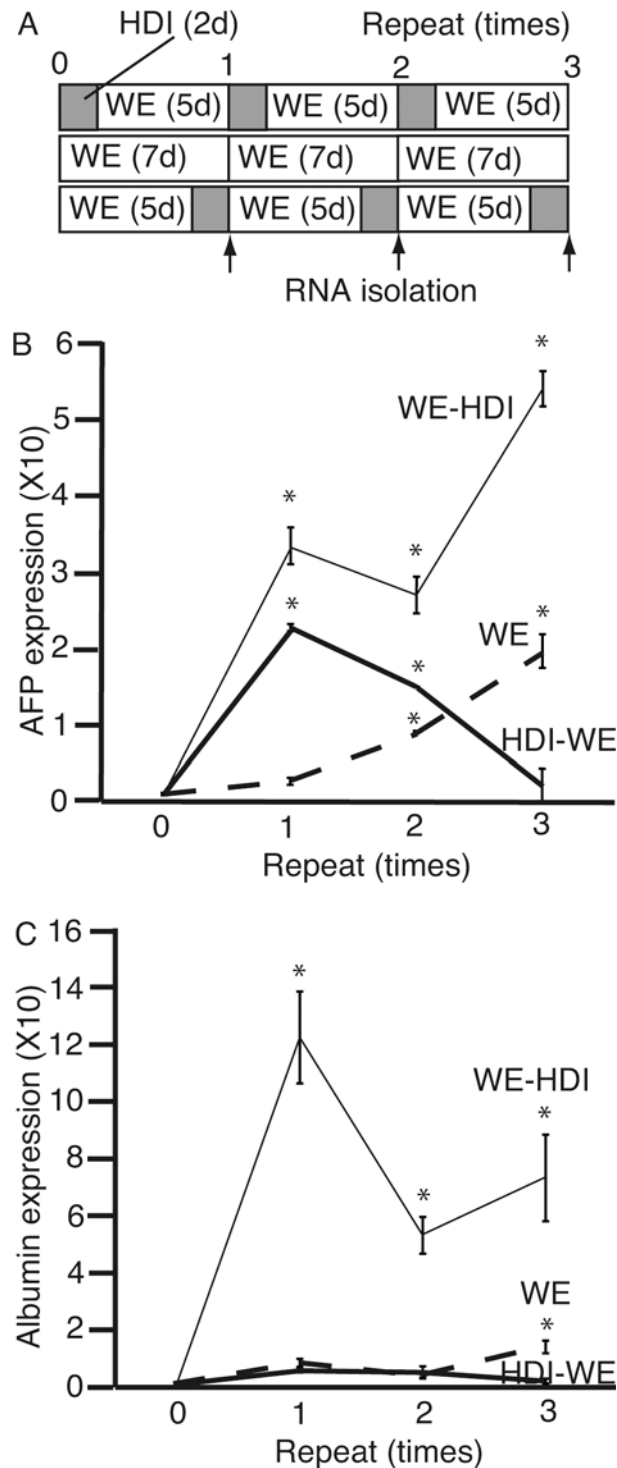 A
HDI (2d)
Repeat (times)
0 1 2 3
WE (5d) WE (5d) WE (5d)
WE (7d) WE (7d) WE (7d)
WE (5d) WE (5d) WE (5d)
RNA isolation
B
AFP expression (X10)
6
5
4
3
2
1
0
*
WE-HDI
*
*
*
*
WE
*
*
HDI-WE
0 1 2 3
Repeat (times)
C
Albumin expression (X10)
16
14
12
10
8
6
4
2
0
*
WE-HDI
*
*
WE
*
HDI-WE
0 1 2 3
Repeat (times)